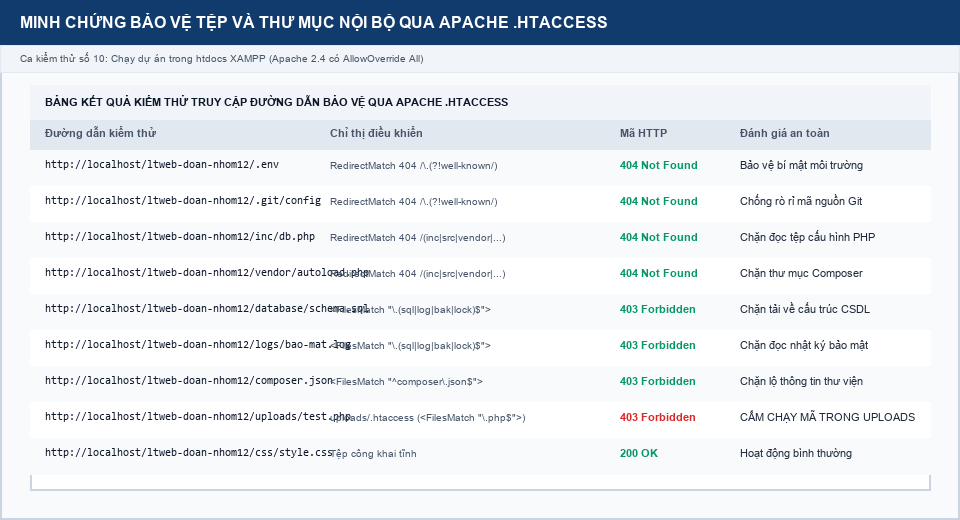 MINH CHỨNG BẢO VỆ TỆP VÀ THƯ MỤC NỘI BỘ QUA APACHE .HTACCESS
Ca kiểm thử số 10: Chạy dự án trong htdocs XAMPP (Apache 2.4 có AllowOverride All)
BẢNG KẾT QUẢ KIỂM THỬ TRUY CẬP ĐƯỜNG DẪN BẢO VỆ QUA APACHE .HTACCESS
Đường dẫn kiểm thử Chỉ thị điều khiển Mã HTTP Đánh giá an toàn
http://localhost/ltweb-doan-nhom12/.env RedirectMatch 404 /\.(?!well-known/) 404 Not Found Bảo vệ bí mật môi trường
http://localhost/ltweb-doan-nhom12/.git/config RedirectMatch 404 /\.(?!well-known/) 404 Not Found Chống rò rỉ mã nguồn Git
http://localhost/ltweb-doan-nhom12/inc/db.php RedirectMatch 404 /(inc|src|vendor|...) 404 Not Found Chặn đọc tệp cấu hình PHP
http://localhost/ltweb-doan-nhom12/vendor/autoload.php RedirectMatch 404 /(inc|src|vendor|...) 404 Not Found Chặn thư mục Composer
http://localhost/ltweb-doan-nhom12/database/schema.sql <FilesMatch "\.(sql|log|bak|lock)$"> 403 Forbidden Chặn tải về cấu trúc CSDL
http://localhost/ltweb-doan-nhom12/logs/bao-mat.log <FilesMatch "\.(sql|log|bak|lock)$"> 403 Forbidden Chặn đọc nhật ký bảo mật
http://localhost/ltweb-doan-nhom12/composer.json <FilesMatch "^composer\.json$"> 403 Forbidden Chặn lộ thông tin thư viện
http://localhost/ltweb-doan-nhom12/uploads/test.php uploads/.htaccess (<FilesMatch "\.php$">) 403 Forbidden CẤM CHẠY MÃ TRONG UPLOADS
http://localhost/ltweb-doan-nhom12/css/style.css Tệp công khai tĩnh 200 OK Hoạt động bình thường